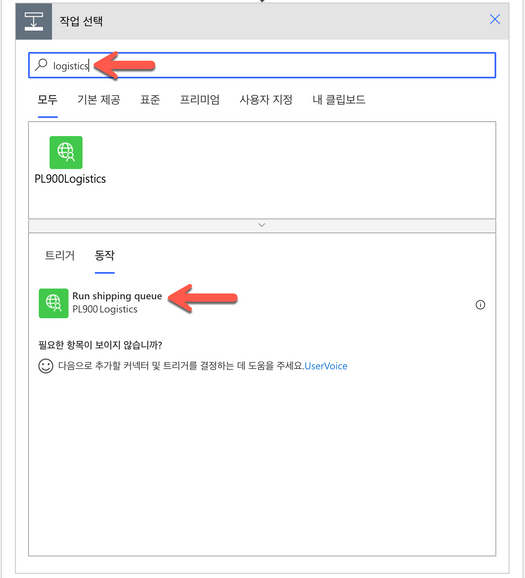 작업 선택
logistics
모두 기본 제공 표준 프리미엄 사용자 지정 내 클립보드
PL900Logistics
트리거 동작
Run shipping queue
PL900 Logistics
필요한 항목이 보이지 않습니까?
다음으로 추가할 커넥터 및 트리거를 결정하는 데 도움을 주세요.UserVoice